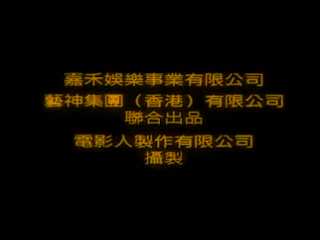 嘉禾娛樂事業有限公司
藝神集團（香港）有限公司
聯合出品
電影人製作有限公司
攝製